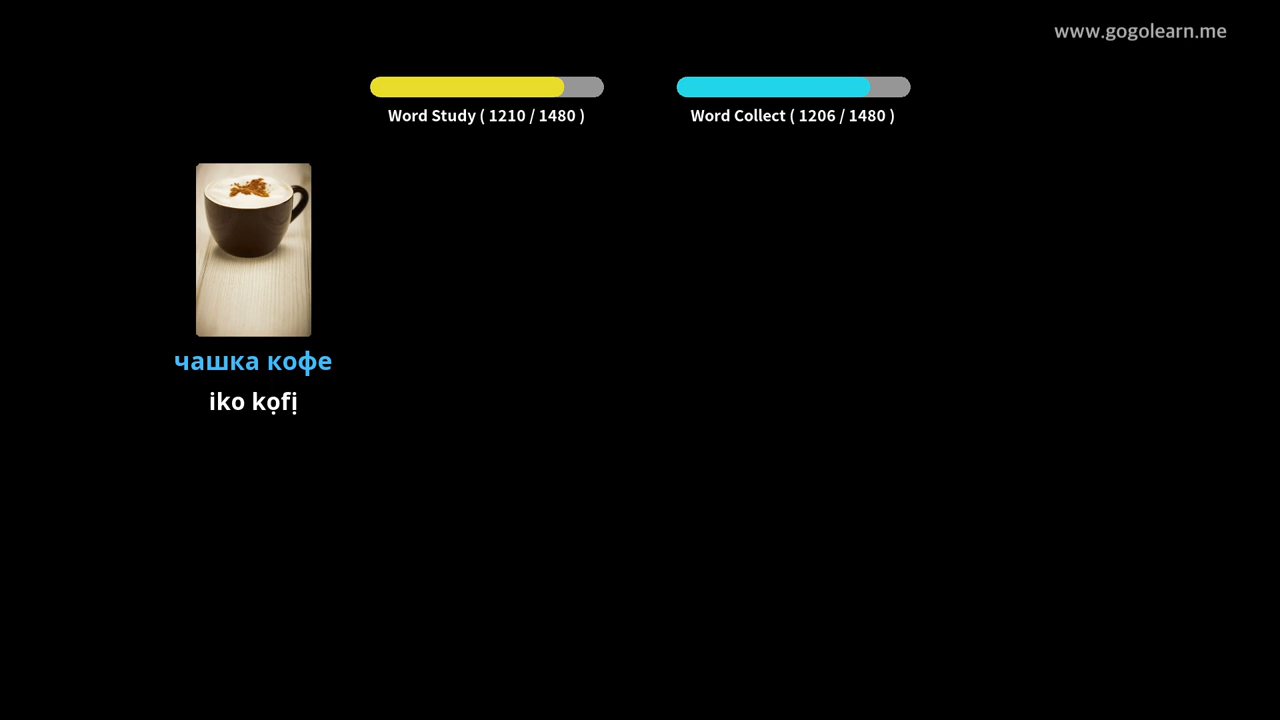 www.gogolearn.me
Word Study ( 1210 / 1480 )
Word Collect ( 1206 / 1480 )
чашка кофе
iko kọfị